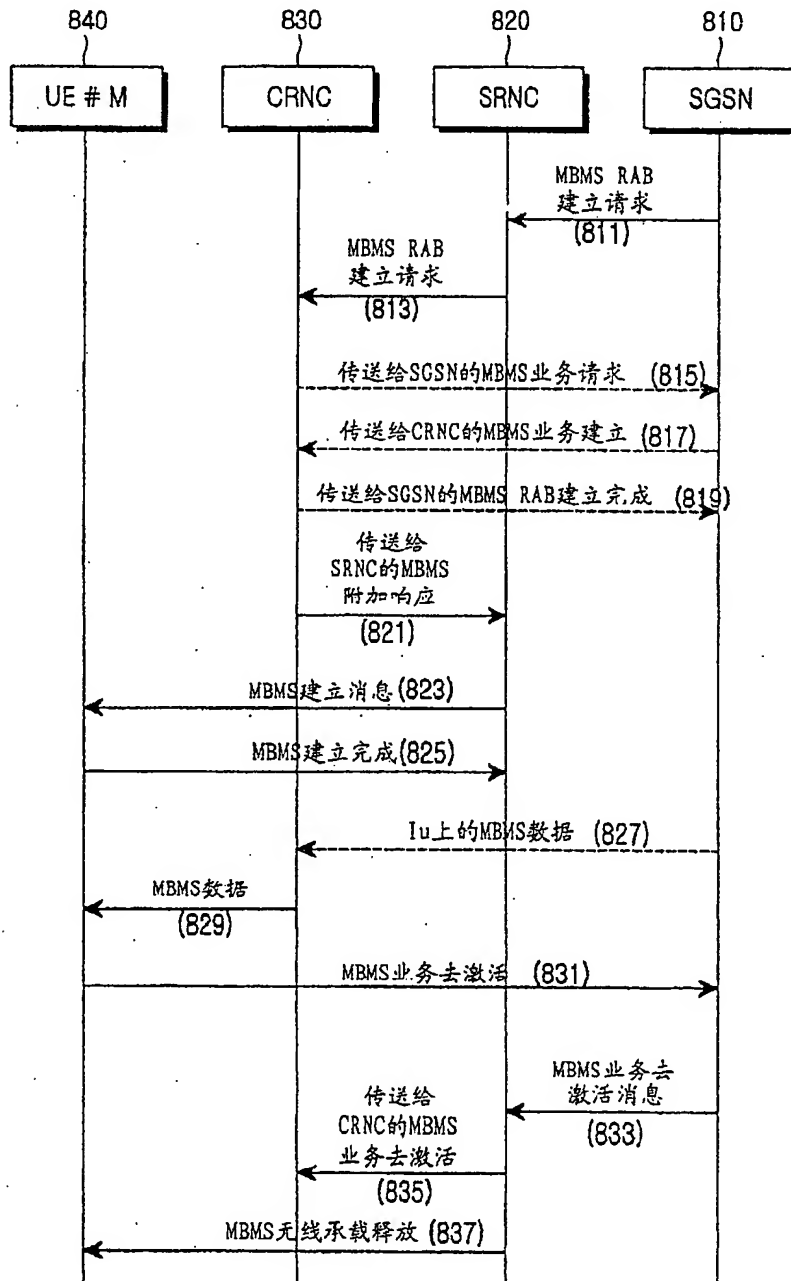 840
830
820
810
UE # M
CRNC
SRNC
SGSN
MBMS RAB
建立请求
(811)
MBMS RAB
建立请求
(813)
传送给SGSN的MBMS业务请求 (815)
传送给CRNC的MBMS业务建立 (817)
传送给SGSN的MBMS RAB建立完成 (819)
传送给
SRNC的MBMS
附加响应
(821)
MBMS建立消息(823)
MBMS建立完成(825)
Iu上的MBMS数据 (827)
MBMS数据
(829)
MBMS业务去激活 (831)
MBMS业务去
激活消息
(833)
传送给
CRNC的MBMS
业务去激活
(835)
MBMS无线承载释放(837)